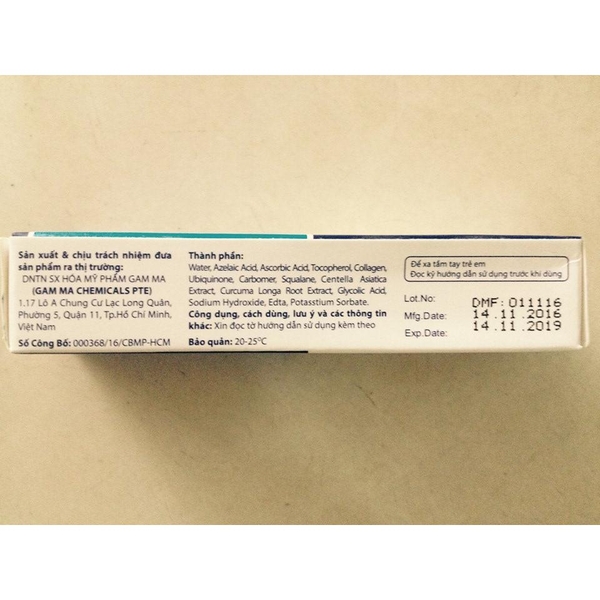 Sản xuất & chịu trách nhiệm đưa
sản phẩm ra thị trường:
DNTN SX HÓA MỸ PHẨM GAM MA
(GAM MA CHEMICALS PTE)
1.17 Lô A Chung Cư Lạc Long Quân,
Phường 5, Quận 11, Tp.Hồ Chí Minh,
Việt Nam
Số Công Bố: 000368/16/CBMP-HCM
Thành phần:
Water, Azelaic Acid, Ascorbic Acid, Tocopherol, Collagen,
Ubiquinone, Carbomer, Squalane, Centella Asiatica
Extract, Curcuma Longa Root Extract, Glycolic Acid,
Sodium Hydroxide, Edta, Potasstium Sorbate.
Công dụng, cách dùng, lưu ý và các thông tin
khác: Xin đọc tờ hướng dẫn sử dụng kèm theo
Bảo quản: 20-25ºC
Để xa tầm tay trẻ em
Đọc kỹ hướng dẫn sử dụng trước khi dùng
Lot.No: DMF: 011116
Mfg.Date: 14.11.2016
Exp.Date: 14.11.2019